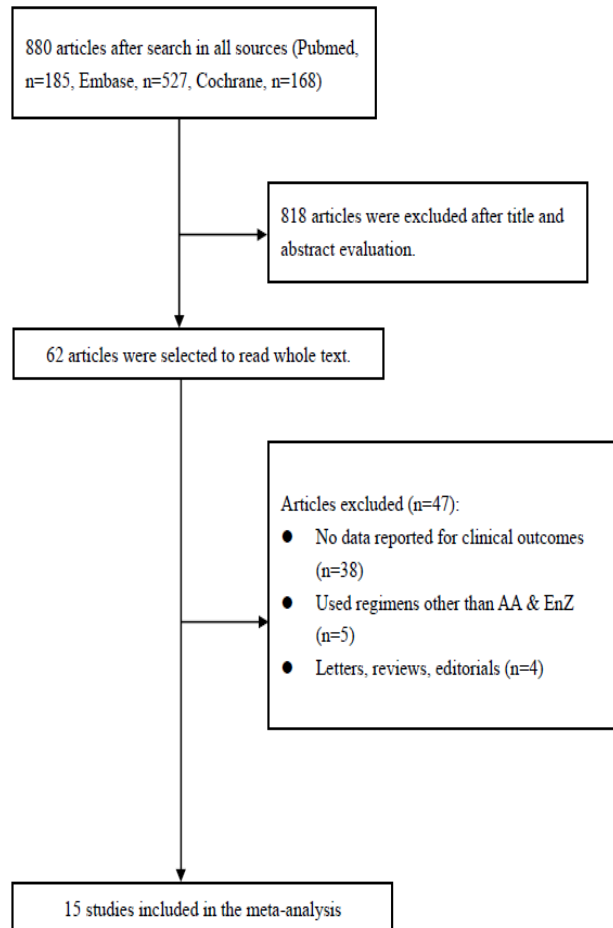 880 articles after search in all sources (Pubmed,
n=185, Embase, n=527, Cochrane, n=168)
818 articles were excluded after title and
abstract evaluation.
62 articles were selected to read whole text.
Articles excluded (n=47):
● No data reported for clinical outcomes
(n=38)
● Used regimens other than AA & EnZ
(n=5)
● Letters, reviews, editorials (n=4)
15 studies included in the meta-analysis